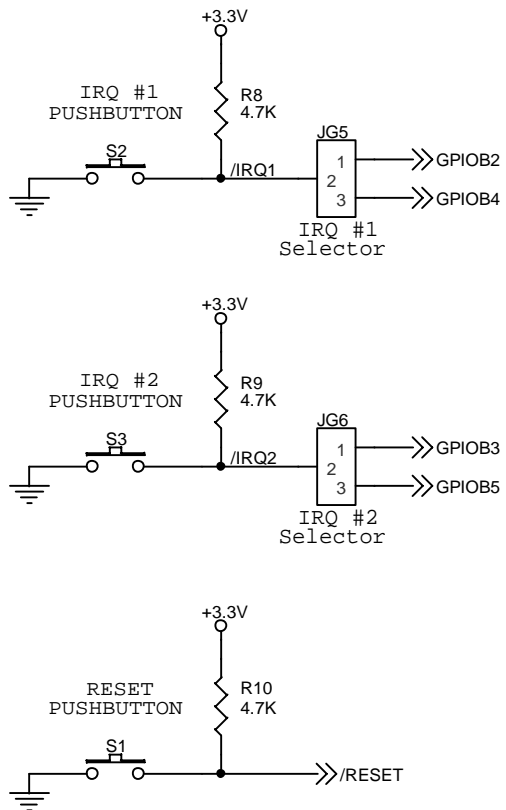 +3.3V
IRQ #1
PUSHBUTTON
R8
4.7K
S2
/IRQ1
JG5
1
2
3
GPIOB2
GPIOB4
IRQ #1
Selector
+3.3V
IRQ #2
PUSHBUTTON
R9
4.7K
S3
/IRQ2
JG6
1
2
3
GPIOB3
GPIOB5
IRQ #2
Selector
+3.3V
RESET
PUSHBUTTON
R10
4.7K
S1
/RESET